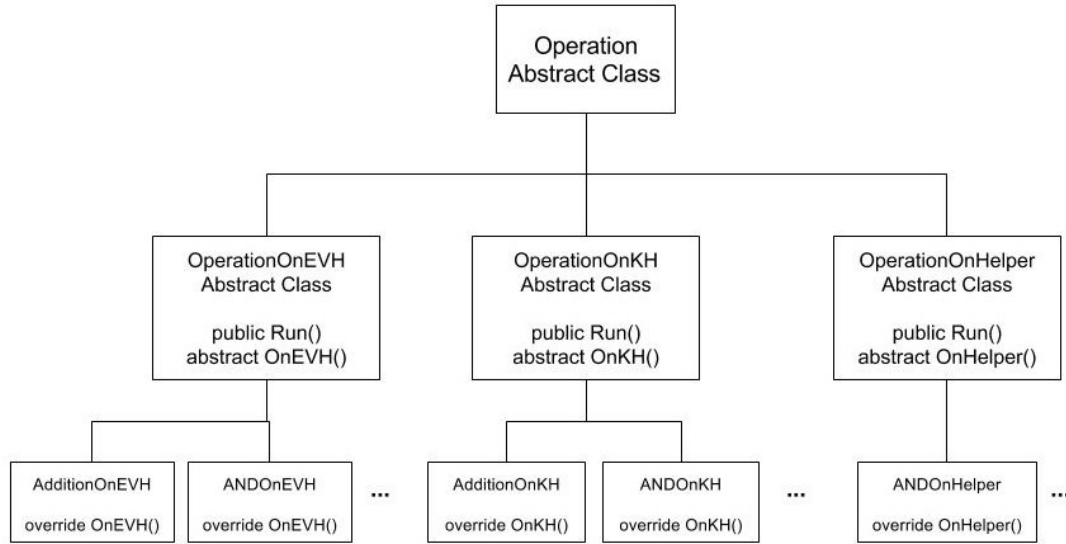 Operation
Abstract Class
OperationOnEVH
Abstract Class
public Run()
abstract OnEVH()
OperationOnKH
Abstract Class
public Run()
abstract OnKH()
OperationOnHelper
Abstract Class
public Run()
abstract OnHelper()
AdditionOnEVH
override OnEVH()
ANDOnEVH
override OnEVH()
...
AdditionOnKH
override OnKH()
ANDOnKH
override OnKH()
...
ANDOnHelper
override OnHelper()
...